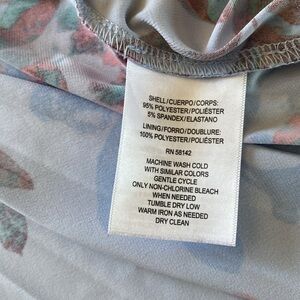 SHELL/CUERPO/CORPS:
95% POLYESTER/POLIÉSTER
5% SPANDEX/ELASTANO
LINING/FORRO/DOUBLURE:
100% POLYESTER/POLIÉSTER
RN 58142
MACHINE WASH COLD
WITH SIMILAR COLORS
GENTLE CYCLE
ONLY NON-CHLORINE BLEACH
WHEN NEEDED
TUMBLE DRY LOW
WARM IRON AS NEEDED
DRY CLEAN